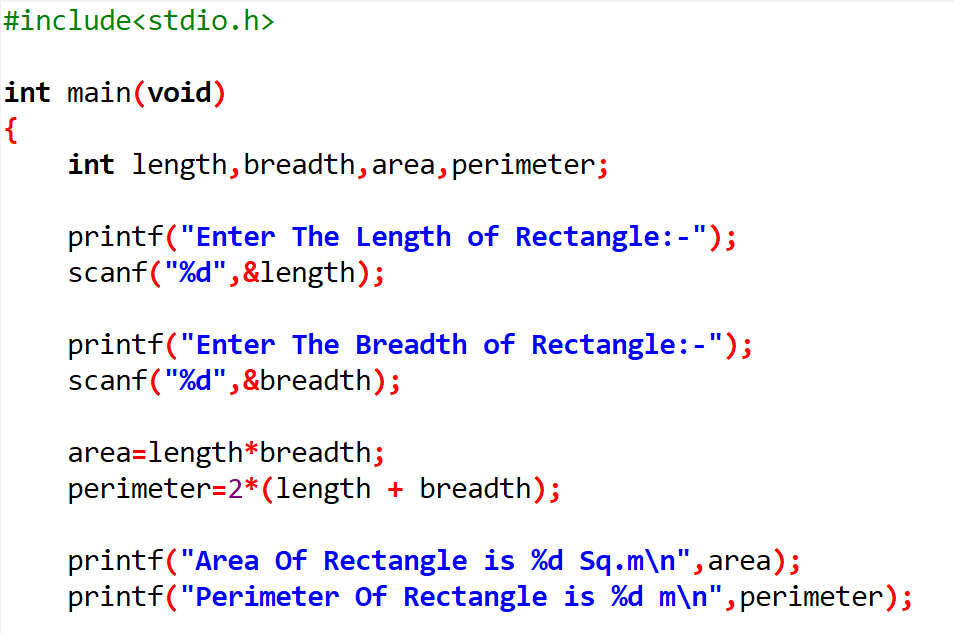 #include<stdio.h>
int main(void)
{
int length,breadth,area,perimeter;
printf("Enter The Length of Rectangle:-");
scanf("%d",&length);
printf("Enter The Breadth of Rectangle:-");
scanf("%d",&breadth);
area=length*breadth;
perimeter=2*(length + breadth);
printf("Area Of Rectangle is %d Sq.m\n",area);
printf("Perimeter Of Rectangle is %d m\n",perimeter);